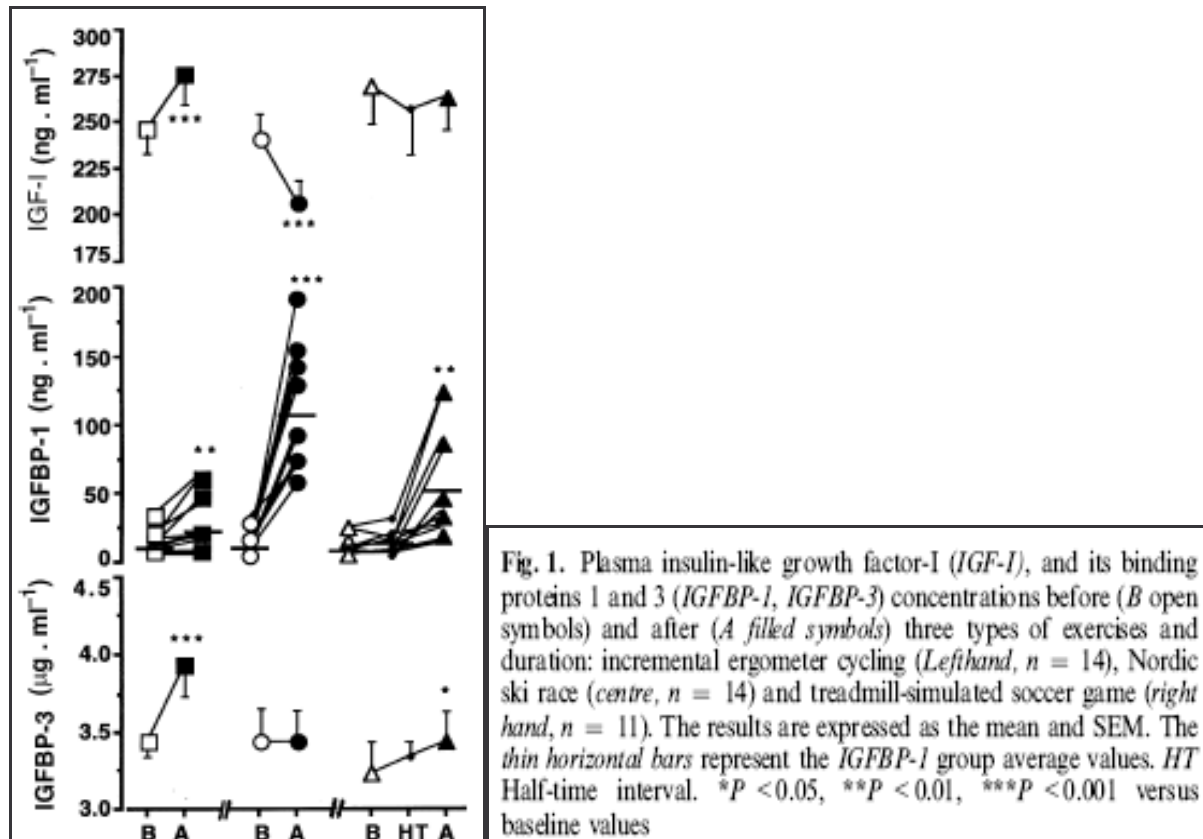 300
275
250
225
200
175
IGF-I (ng . ml⁻¹)
***
***
200
150
100
50
0
IGFBP-1 (ng . ml⁻¹)
**
***
**
4.5
4.0
3.5
3.0
IGFBP-3 (µg . ml⁻¹)
***
*
B A B A B HT A
Fig. 1. Plasma insulin-like growth factor-I (IGF-I), and its binding
proteins 1 and 3 (IGFBP-1, IGFBP-3) concentrations before (B open
symbols) and after (A filled symbols) three types of exercises and
duration: incremental ergometer cycling (Lefthand, n = 14), Nordic
ski race (centre, n = 14) and treadmill-simulated soccer game (right
hand, n = 11). The results are expressed as the mean and SEM. The
thin horizontal bars represent the IGFBP-1 group average values. HT
Half-time interval. *P <0.05, **P <0.01, ***P <0.001 versus
baseline values